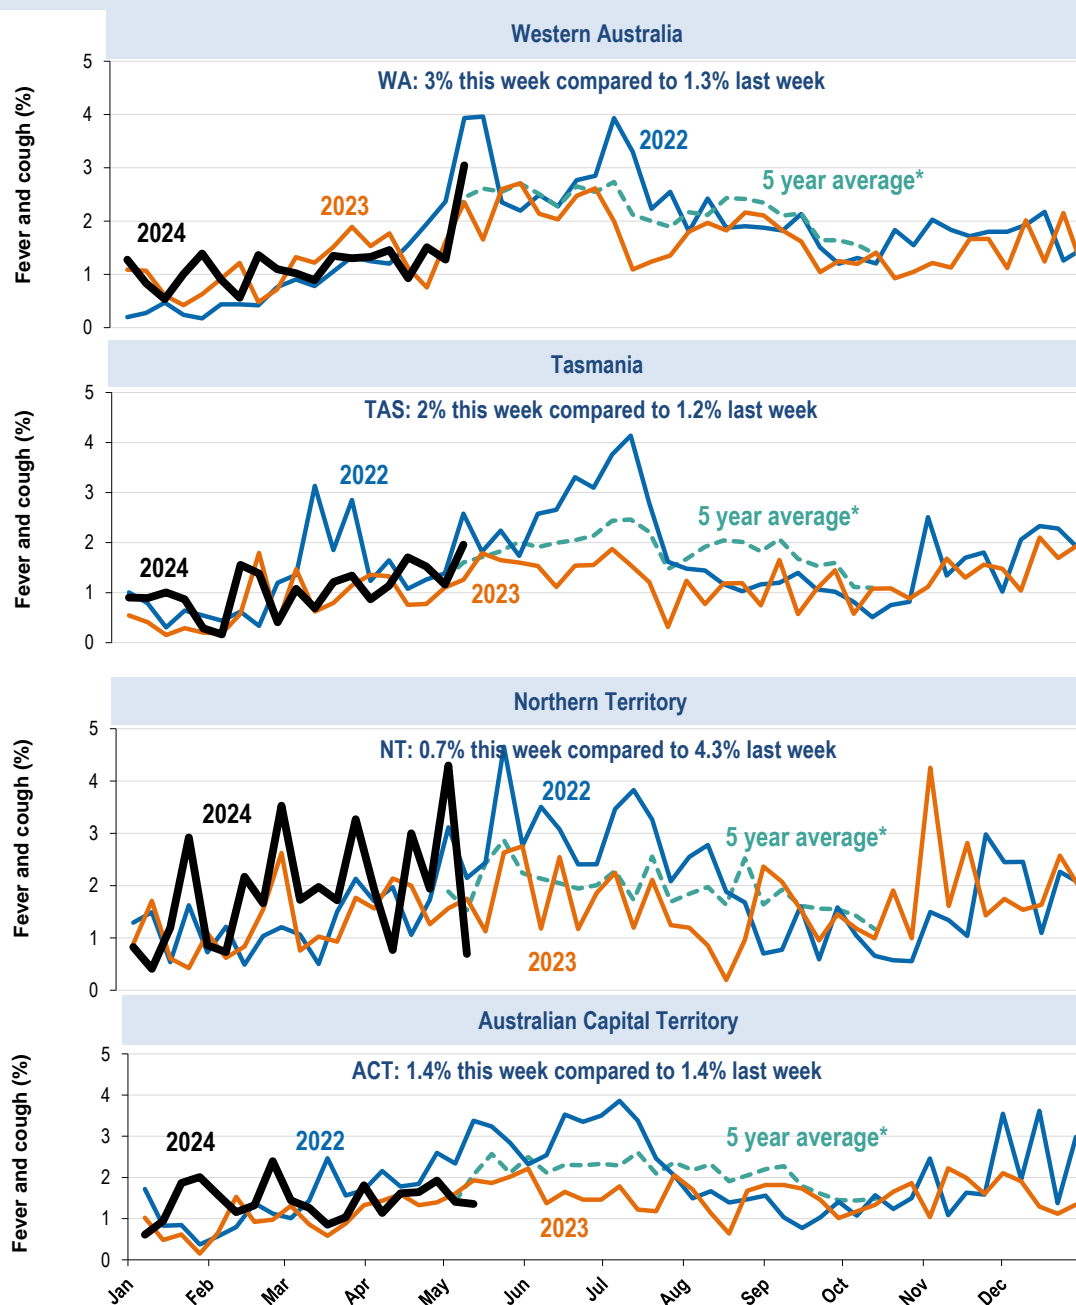 Western Australia
Fever and cough (%)
5
4
3
2
1
0
WA: 3% this week compared to 1.3% last week
2022
5 year average*
2023
2024
Tasmania
Fever and cough (%)
5
4
3
2
1
0
TAS: 2% this week compared to 1.2% last week
2022
5 year average*
2024
2023
Northern Territory
Fever and cough (%)
5
4
3
2
1
0
NT: 0.7% this week compared to 4.3% last week
2022
2024
5 year average*
2023
Australian Capital Territory
Fever and cough (%)
5
4
3
2
1
0
ACT: 1.4% this week compared to 1.4% last week
2024
2022
5 year average*
2023
Jan
Feb
Mar
Apr
May
Jun
Jul
Aug
Sep
Oct
Nov
Dec